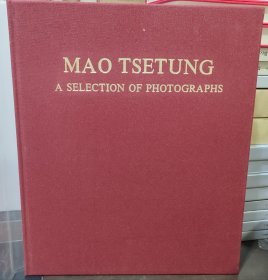 MAO TSETUNG
A SELECTION OF PHOTOGRAPHS